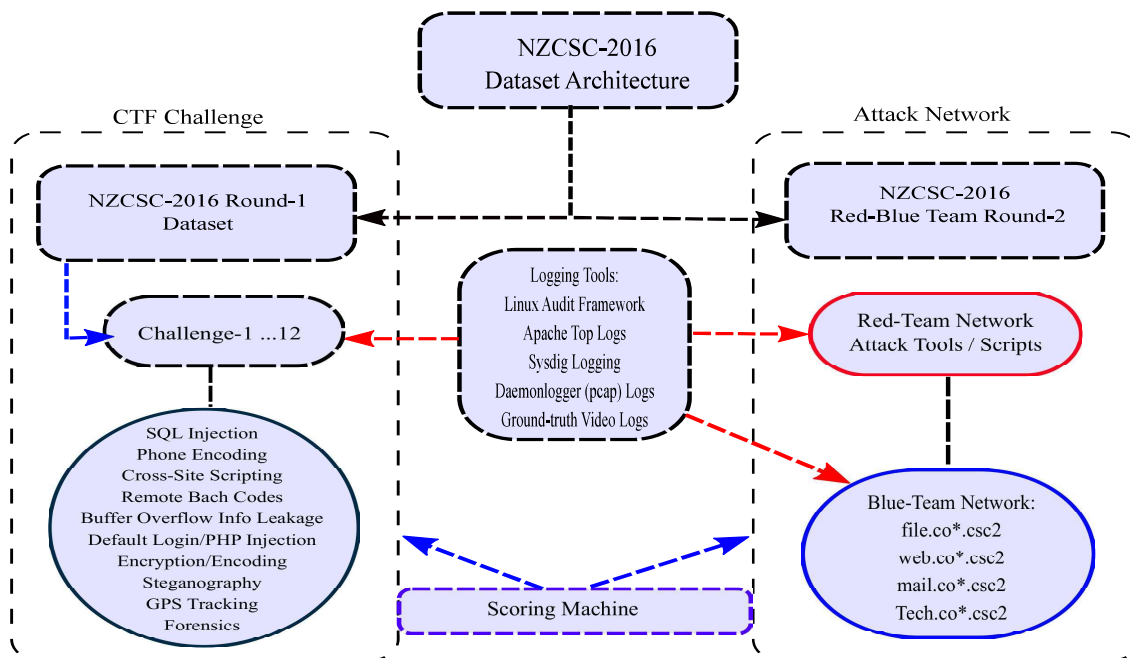 NZCSC-2016
Dataset Architecture
CTF Challenge
Attack Network
NZCSC-2016 Round-1
Dataset
NZCSC-2016
Red-Blue Team Round-2
Logging Tools:
Linux Audit Framework
Apache Top Logs
Sysdig Logging
Daemonlogger (pcap) Logs
Ground-truth Video Logs
Challenge-1 ...12
Red-Team Network
Attack Tools / Scripts
SQL Injection
Phone Encoding
Cross-Site Scripting
Remote Bach Codes
Buffer Overflow Info Leakage
Default Login/PHP Injection
Encryption/Encoding
Steganography
GPS Tracking
Forensics
Blue-Team Network:
file.co*.csc2
web.co*.csc2
mail.co*.csc2
Tech.co*.csc2
Scoring Machine